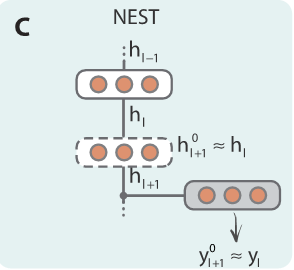 NEST
C
h_{l−1}
h_l
h^0_{l+1} ≈ h_l
h_{l+1}
y^0_{l+1} ≈ y_l